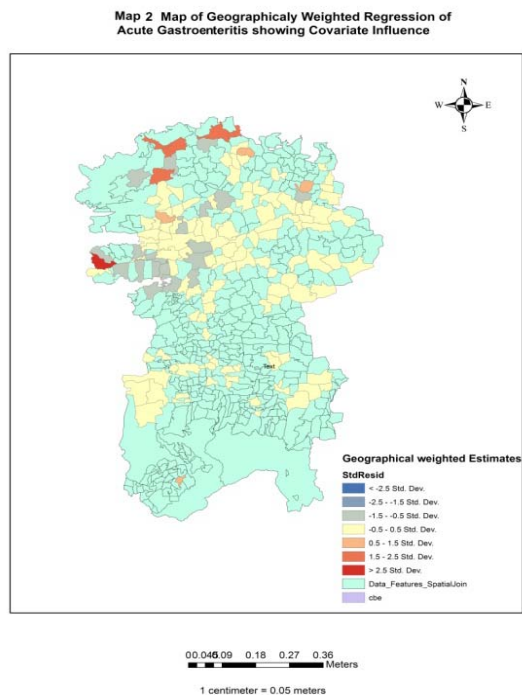 Map 2 Map of Geographicaly Weighted Regression of
Acute Gastroenteritis showing Covariate Influence
N
W E
S
Text
Geographical weighted Estimates
StdResid
< -2.5 Std. Dev.
-2.5 - -1.5 Std. Dev.
-1.5 - -0.5 Std. Dev.
-0.5 - 0.5 Std. Dev.
0.5 - 1.5 Std. Dev.
1.5 - 2.5 Std. Dev.
> 2.5 Std. Dev.
Data_Features_SpatialJoin
cbe
0 0.18 0.27 0.36
Meters
1 centimeter = 0.05 meters